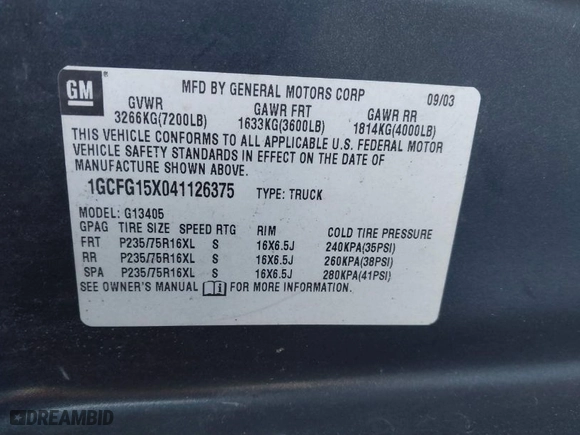 GM
MFD BY GENERAL MOTORS CORP 09/03
GVWR GAWR FRT GAWR RR
3266KG(7200LB) 1633KG(3600LB) 1814KG(4000LB)
THIS VEHICLE CONFORMS TO ALL APPLICABLE U.S. FEDERAL MOTOR
VEHICLE SAFETY STANDARDS IN EFFECT ON THE DATE OF
MANUFACTURE SHOWN ABOVE.
1GCFG15X041126375 TYPE: TRUCK
MODEL: G13405
GPAG TIRE SIZE SPEED RTG RIM COLD TIRE PRESSURE
FRT P235/75R16XL S 16X6.5J 240KPA(35PSI)
RR P235/75R16XL S 16X6.5J 260KPA(38PSI)
SPA P235/75R16XL S 16X6.5J 280KPA(41PSI)
SEE OWNER'S MANUAL i FOR MORE INFORMATION.
DREAMBID